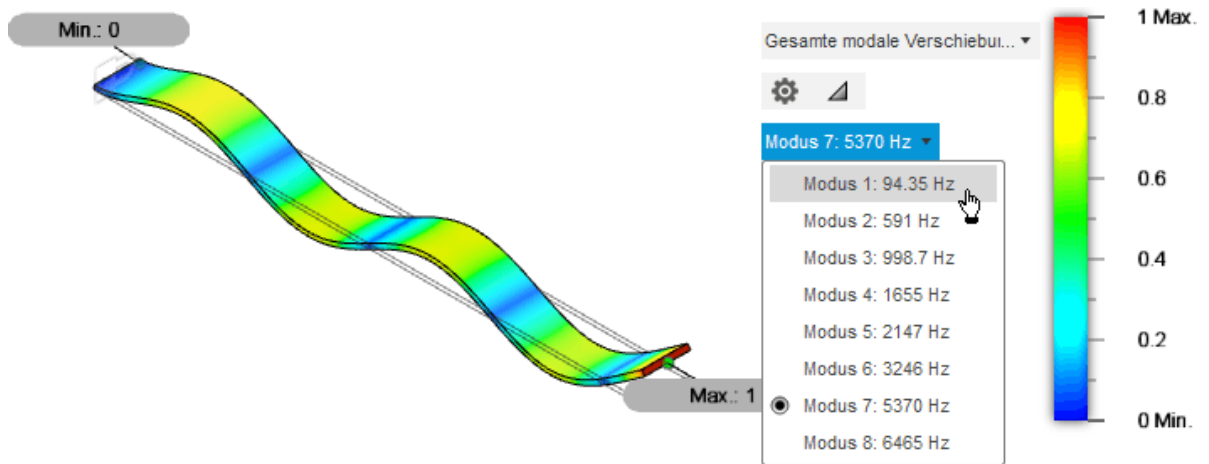 Min.: 0
Gesamte modale Verschiebu...
Modus 7: 5370 Hz
Modus 1: 94.35 Hz
Modus 2: 591 Hz
Modus 3: 998.7 Hz
Modus 4: 1655 Hz
Modus 5: 2147 Hz
Modus 6: 3246 Hz
Modus 7: 5370 Hz
Modus 8: 6465 Hz
Max.: 1
1 Max.
0.8
0.6
0.4
0.2
0 Min.